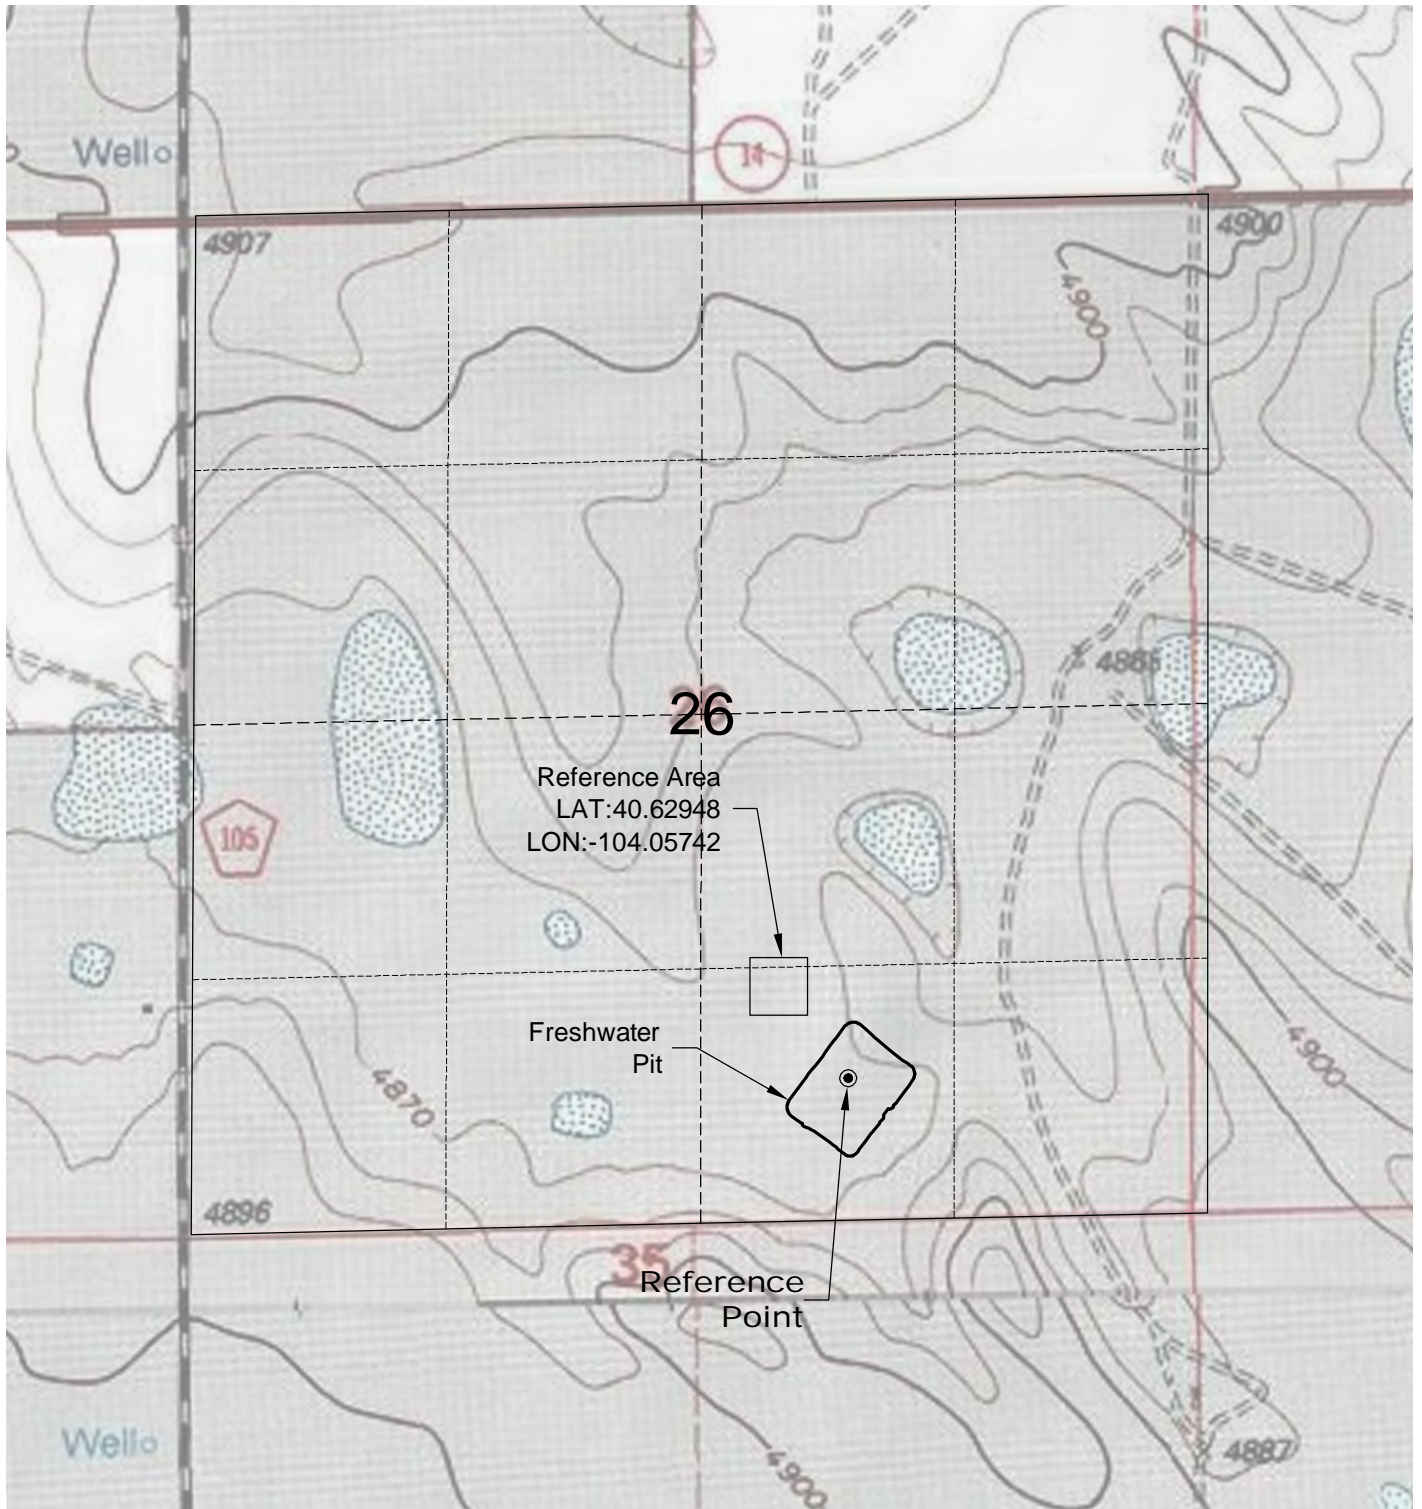 14
Well
4907
4900
4900
26
4865
Reference Area
LAT:40.62948
LON:-104.05742
105
Freshwater
Pit
4900
4870
4896
35
Reference
Point
Well
4887
4900